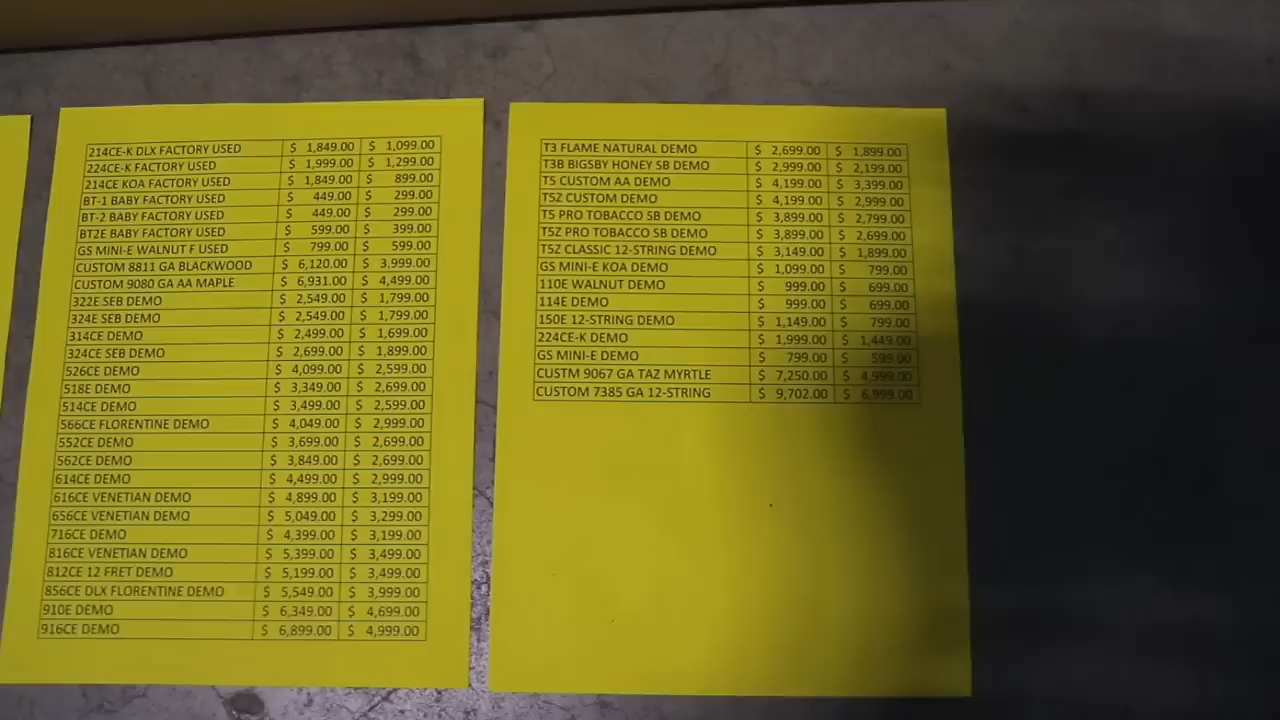 214CE-K DLX FACTORY USED $ 1,849.00 $ 1,099.00
224CE-K FACTORY USED $ 1,999.00 $ 1,299.00
214CE KOA FACTORY USED $ 1,849.00 $ 899.00
BT-1 BABY FACTORY USED $ 449.00 $ 299.00
BT-2 BABY FACTORY USED $ 449.00 $ 299.00
BT2E BABY FACTORY USED $ 599.00 $ 399.00
GS MINI-E WALNUT F USED $ 799.00 $ 599.00
CUSTOM 8811 GA BLACKWOOD $ 6,120.00 $ 3,999.00
CUSTOM 9080 GA AA MAPLE $ 6,931.00 $ 4,499.00
322E SEB DEMO $ 2,549.00 $ 1,799.00
324E SEB DEMO $ 2,549.00 $ 1,799.00
314CE DEMO $ 2,499.00 $ 1,699.00
324CE SEB DEMO $ 2,699.00 $ 1,899.00
526CE DEMO $ 4,099.00 $ 2,599.00
518E DEMO $ 3,349.00 $ 2,699.00
514CE DEMO $ 3,499.00 $ 2,599.00
566CE FLORENTINE DEMO $ 4,049.00 $ 2,999.00
552CE DEMO $ 3,699.00 $ 2,699.00
562CE DEMO $ 3,849.00 $ 2,699.00
614CE DEMO $ 4,499.00 $ 2,999.00
616CE VENETIAN DEMO $ 4,899.00 $ 3,199.00
656CE VENETIAN DEMO $ 5,049.00 $ 3,299.00
716CE DEMO $ 4,399.00 $ 3,199.00
816CE VENETIAN DEMO $ 5,399.00 $ 3,499.00
812CE 12 FRET DEMO $ 5,199.00 $ 3,499.00
856CE DLX FLORENTINE DEMO $ 5,549.00 $ 3,999.00
910E DEMO $ 6,349.00 $ 4,699.00
916CE DEMO $ 6,899.00 $ 4,999.00
T3 FLAME NATURAL DEMO $ 2,699.00 $ 1,899.00
T3B BIGSBY HONEY SB DEMO $ 2,999.00 $ 2,199.00
T5 CUSTOM AA DEMO $ 4,199.00 $ 3,399.00
T5Z CUSTOM DEMO $ 4,199.00 $ 2,999.00
T5 PRO TOBACCO SB DEMO $ 3,899.00 $ 2,799.00
T5Z PRO TOBACCO SB DEMO $ 3,899.00 $ 2,699.00
T5Z CLASSIC 12-STRING DEMO $ 3,149.00 $ 1,899.00
GS MINI-E KOA DEMO $ 1,099.00 $ 799.00
110E WALNUT DEMO $ 999.00 $ 699.00
114E DEMO $ 999.00 $ 699.00
150E 12-STRING DEMO $ 1,149.00 $ 799.00
224CE-K DEMO $ 1,999.00 $ 1,449.00
GS MINI-E DEMO $ 799.00 $ 599.00
CUSTM 9067 GA TAZ MYRTLE $ 7,250.00 $ 4,999.00
CUSTOM 7385 GA 12-STRING $ 9,702.00 $ 6,999.00